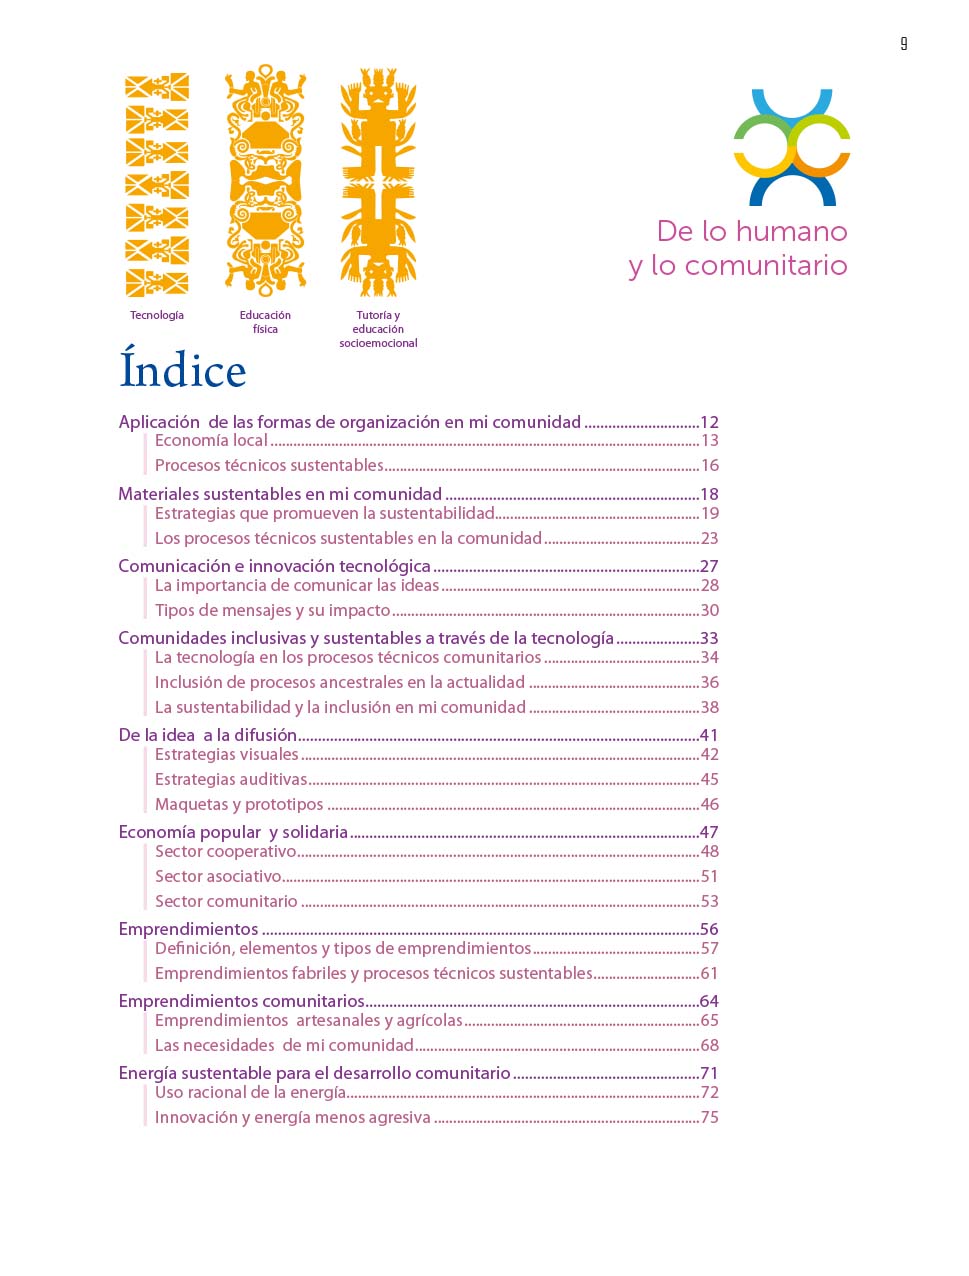 9
De lo humano
y lo comunitario
Tecnología
Educación
física
Tutoría y
educación
socioemocional
Índice
Aplicación de las formas de organización en mi comunidad .............................12
Economía local ...........................................................................................................13
Procesos técnicos sustentables...............................................................................16
Materiales sustentables en mi comunidad ................................................................18
Estrategias que promueven la sustentabilidad...................................................19
Los procesos técnicos sustentables en la comunidad .......................................23
Comunicación e innovación tecnológica ...................................................................27
La importancia de comunicar las ideas ................................................................28
Tipos de mensajes y su impacto .............................................................................30
Comunidades inclusivas y sustentables a través de la tecnología .....................33
La tecnología en los procesos técnicos comunitarios .......................................34
Inclusión de procesos ancestrales en la actualidad ...........................................36
La sustentabilidad y la inclusión en mi comunidad ...........................................38
De la idea a la difusión.....................................................................................................41
Estrategias visuales ....................................................................................................42
Estrategias auditivas..................................................................................................45
Maquetas y prototipos .............................................................................................46
Economía popular y solidaria ........................................................................................47
Sector cooperativo.....................................................................................................48
Sector asociativo.........................................................................................................51
Sector comunitario ....................................................................................................53
Emprendimientos ..............................................................................................................56
Definición, elementos y tipos de emprendimientos..........................................57
Emprendimientos fabriles y procesos técnicos sustentables...........................61
Emprendimientos comunitarios....................................................................................64
Emprendimientos artesanales y agrícolas...........................................................65
Las necesidades de mi comunidad.......................................................................68
Energía sustentable para el desarrollo comunitario ...............................................71
Uso racional de la energía........................................................................................72
Innovación y energía menos agresiva ..................................................................75